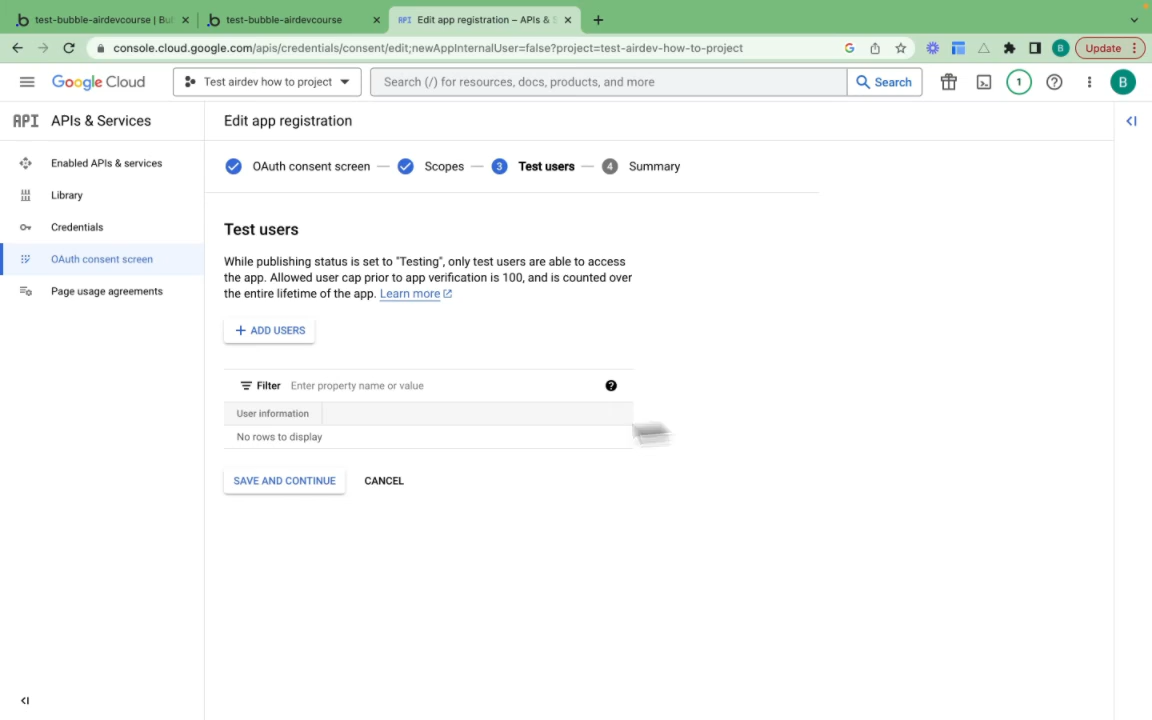 test-bubble-airdevcourse | Bu
test-bubble-airdevcourse
API Edit app registration – APIs &
console.cloud.google.com/apis/credentials/consent/edit;newAppInternalUser=false?project=test-airdev-how-to-project
G
B
Update
Google Cloud
Test airdev how to project
Search (/) for resources, docs, products, and more
Search
1
B
API APIs & Services
Edit app registration
Enabled APIs & services
Library
Credentials
OAuth consent screen
Page usage agreements
OAuth consent screen — Scopes — 3 Test users — 4 Summary
Test users
While publishing status is set to "Testing", only test users are able to access
the app. Allowed user cap prior to app verification is 100, and is counted over
the entire lifetime of the app. Learn more
+ ADD USERS
Filter Enter property name or value
User information
No rows to display
SAVE AND CONTINUE CANCEL